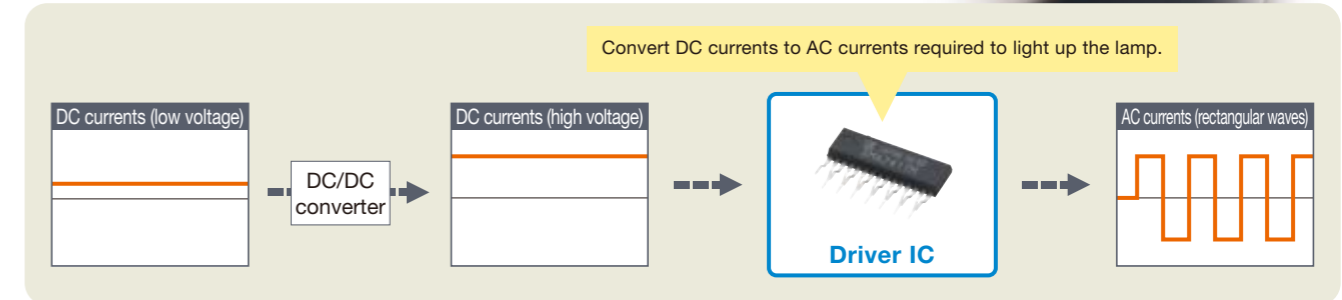 Convert DC currents to AC currents required to light up the lamp.
DC currents (low voltage)
DC/DC
converter
DC currents (high voltage)
Driver IC
AC currents (rectangular waves)